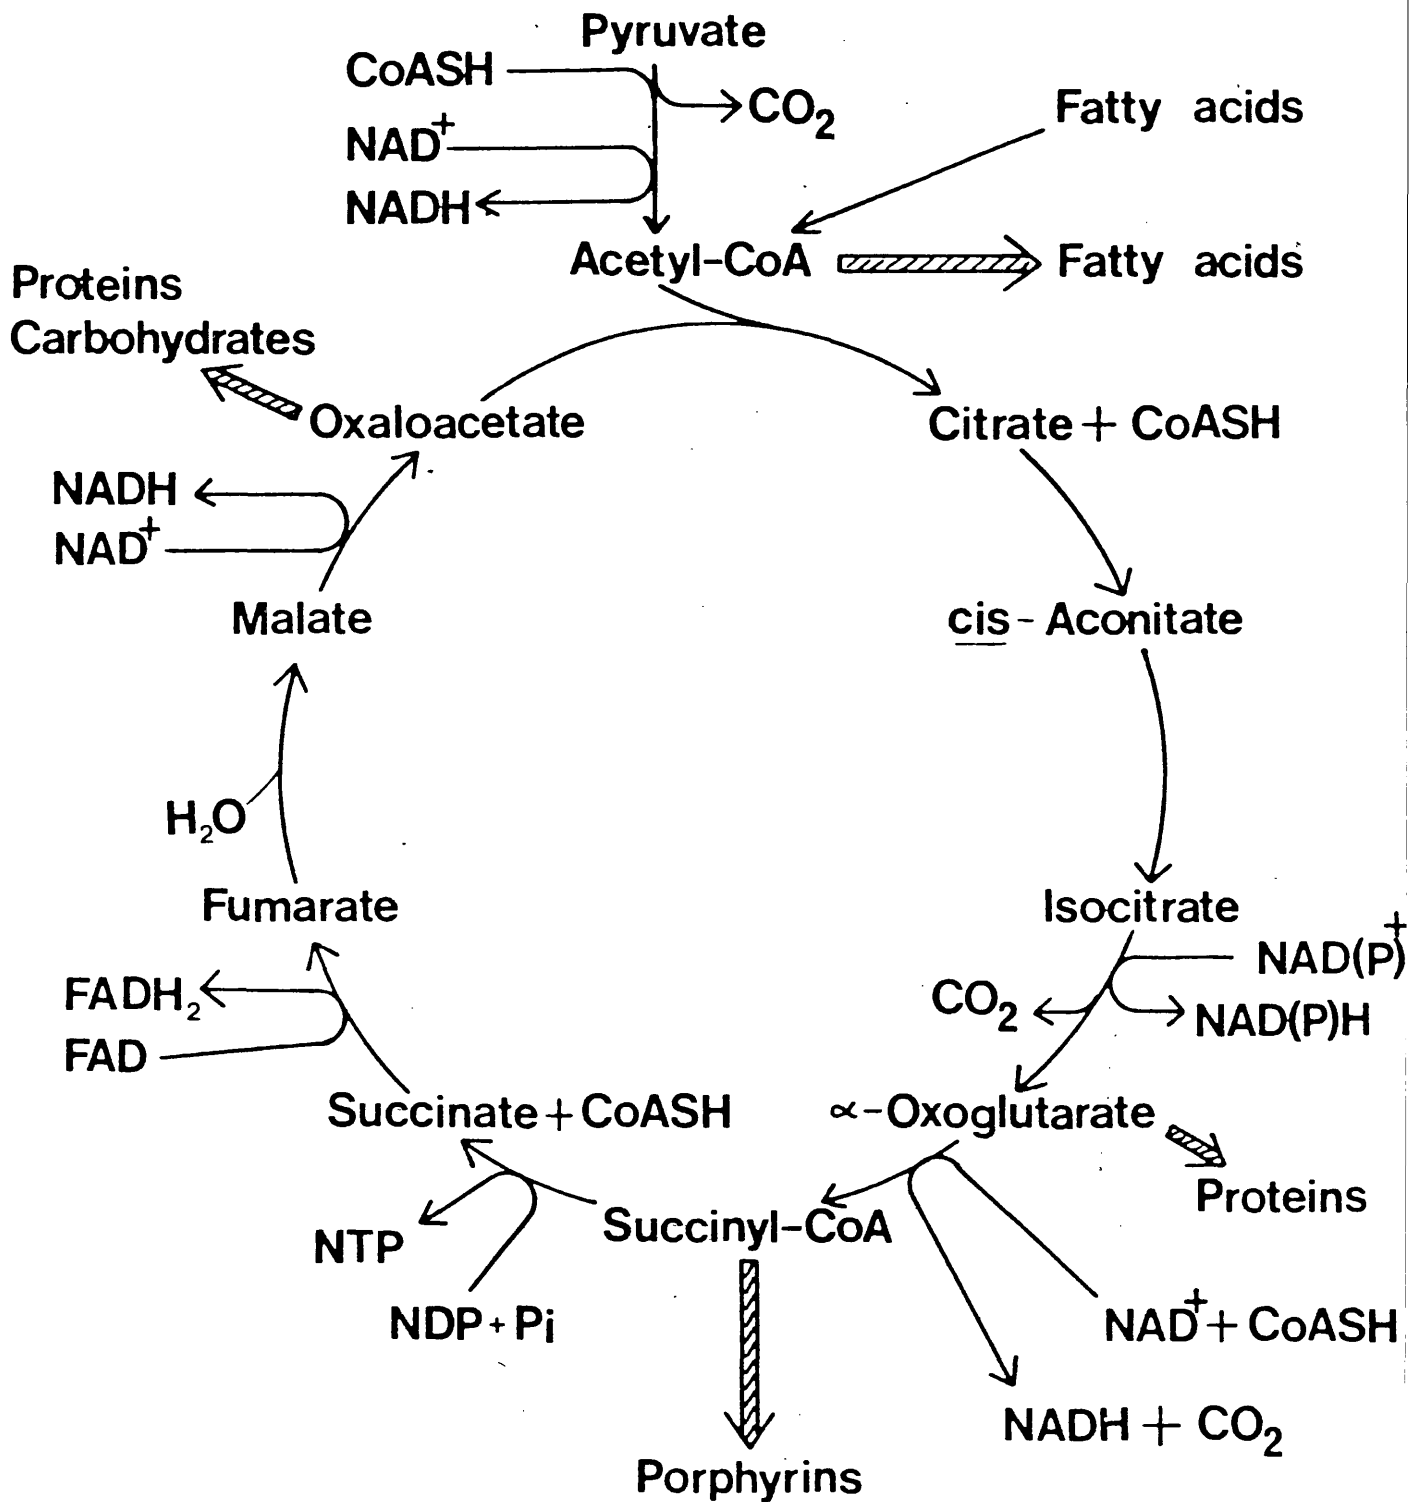 Pyruvate
CoASH
CO₂
NAD⁺
NADH
Fatty acids
Acetyl-CoA
Fatty acids
Proteins
Carbohydrates
Oxaloacetate
Citrate + CoASH
NADH
NAD⁺
Malate
cis - Aconitate
H₂O
Fumarate
Isocitrate
NAD(P)⁺
FADH₂
CO₂
NAD(P)H
FAD
Succinate + CoASH
α-Oxoglutarate
Proteins
Succinyl-CoA
NTP
NDP + Pi
NAD⁺ + CoASH
NADH + CO₂
Porphyrins